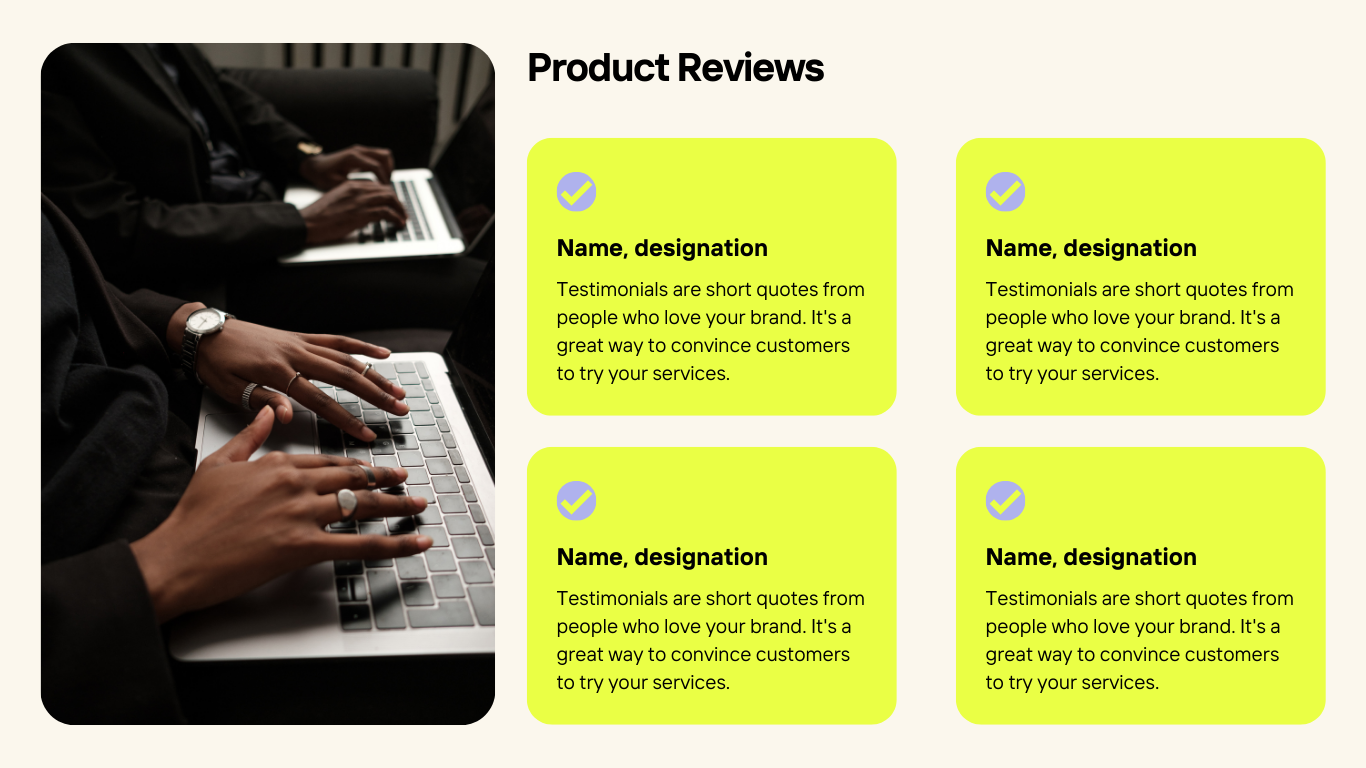 Product Reviews
Name, designation
Testimonials are short quotes from
people who love your brand. It's a
great way to convince customers
to try your services.
Name, designation
Testimonials are short quotes from
people who love your brand. It's a
great way to convince customers
to try your services.
Name, designation
Testimonials are short quotes from
people who love your brand. It's a
great way to convince customers
to try your services.
Name, designation
Testimonials are short quotes from
people who love your brand. It's a
great way to convince customers
to try your services.